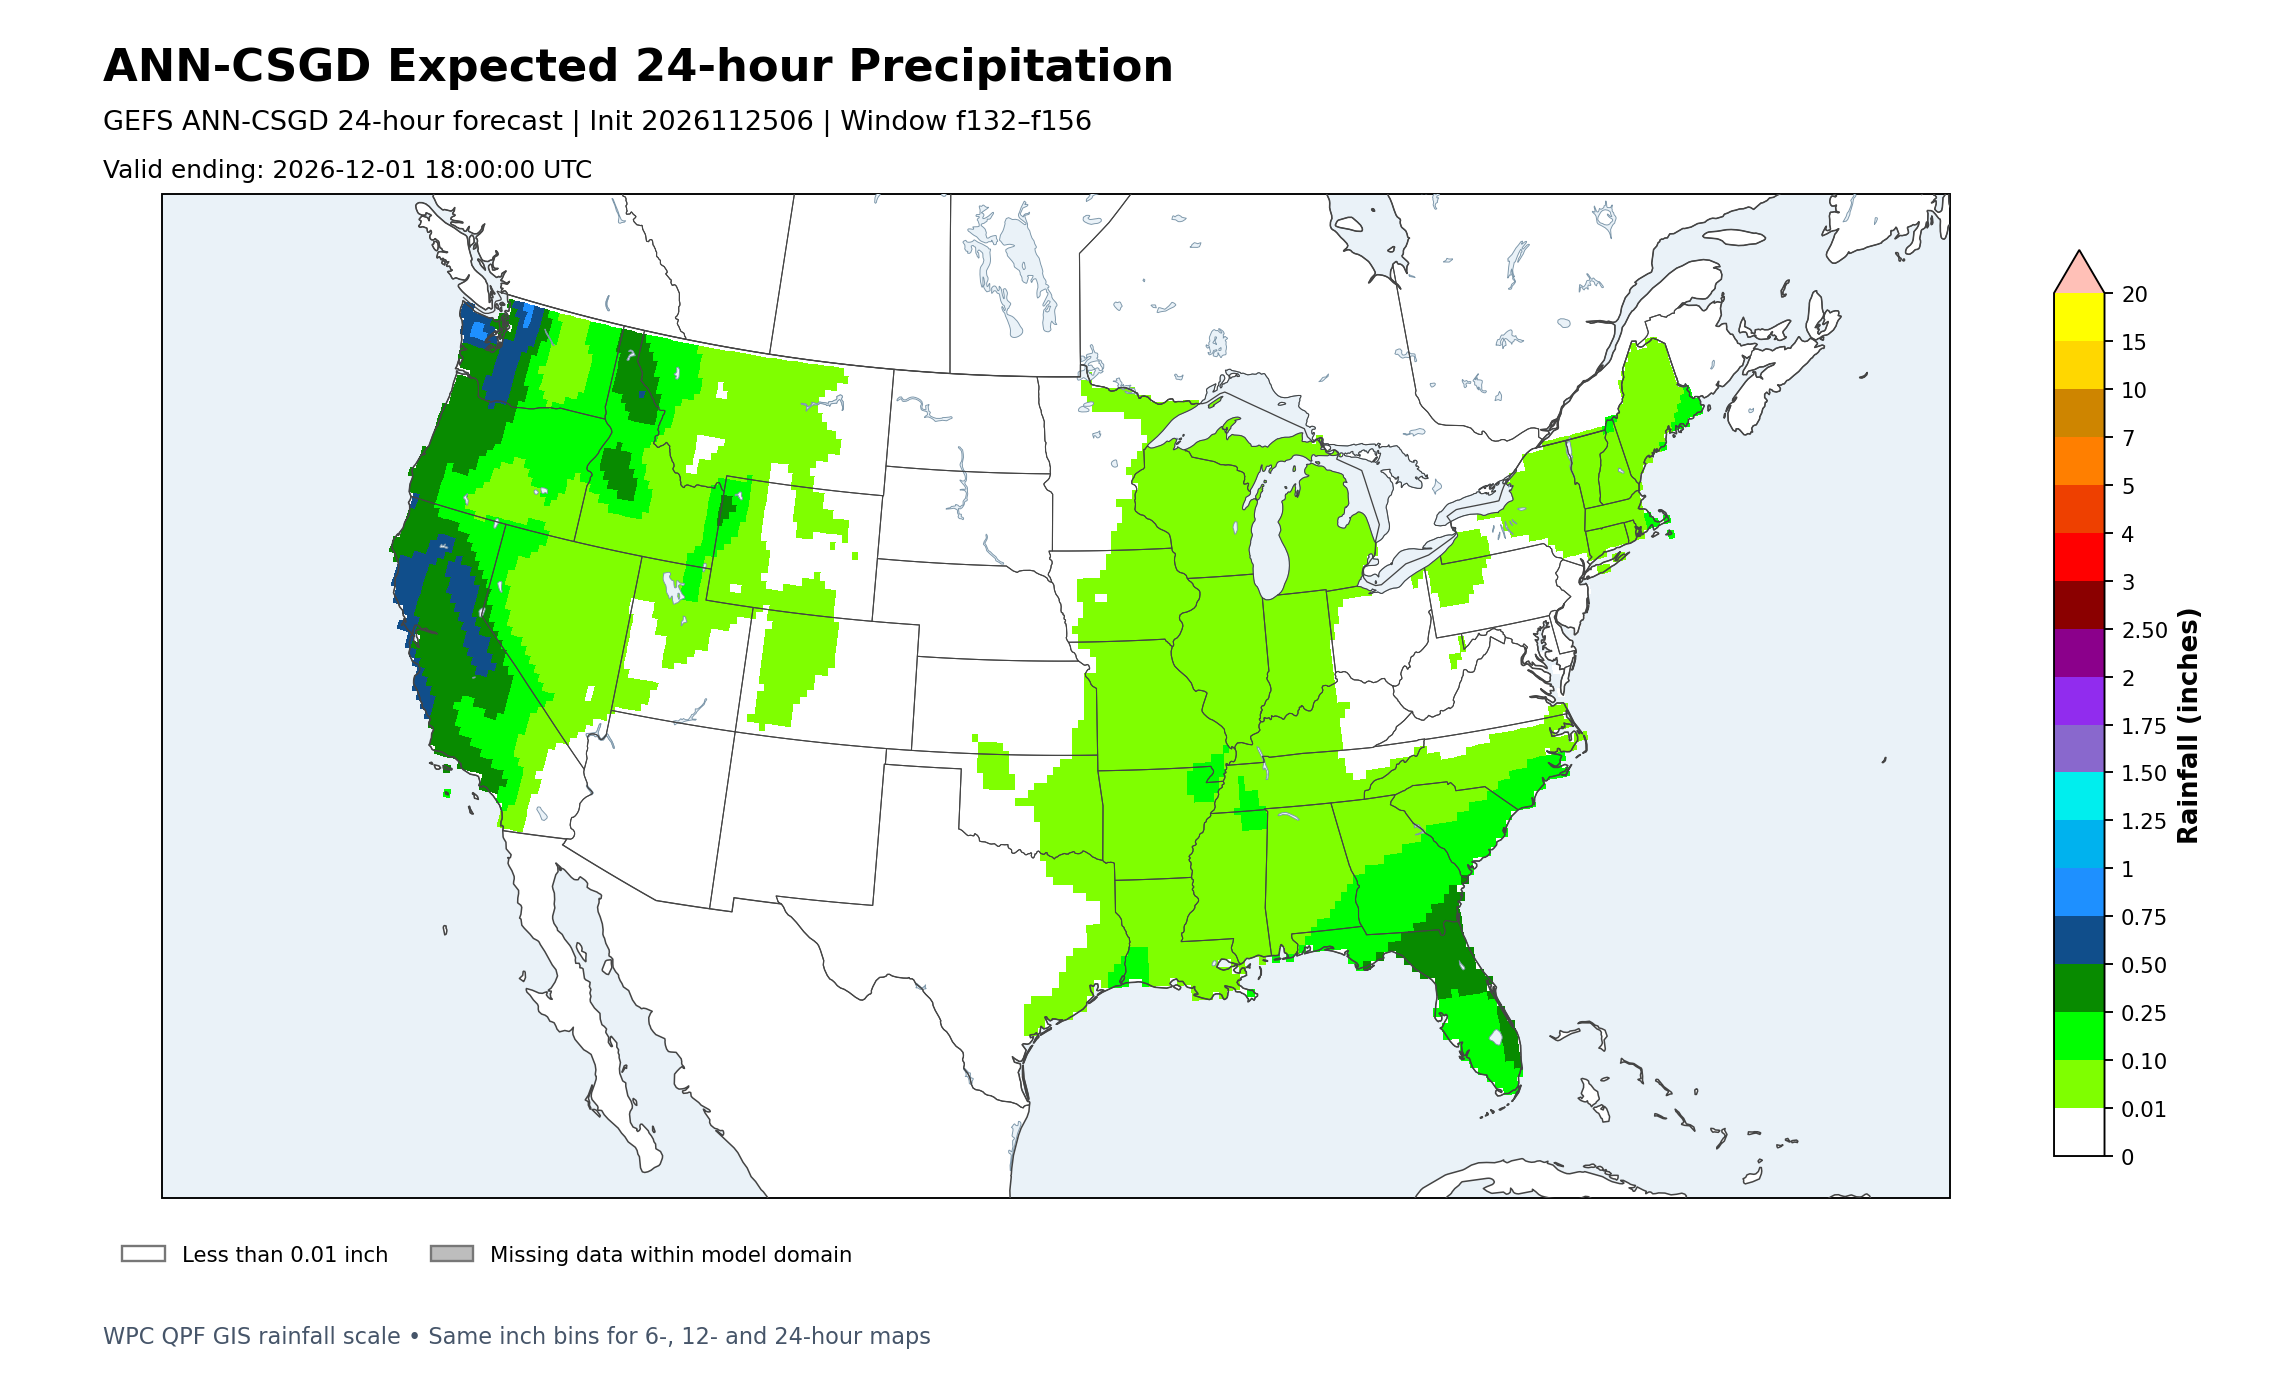 ANN-CSGD Expected 24-hour Precipitation
GEFS ANN-CSGD 24-hour forecast | Init 2026112506 | Window f132–f156
Valid ending: 2026-12-01 18:00:00 UTC
20
15
10
7
5
4
3
2.50
2
1.75
1.50
1.25
1
0.75
0.50
0.25
0.10
0.01
0
Rainfall (inches)
Less than 0.01 inch
Missing data within model domain
WPC QPF GIS rainfall scale • Same inch bins for 6-, 12- and 24-hour maps